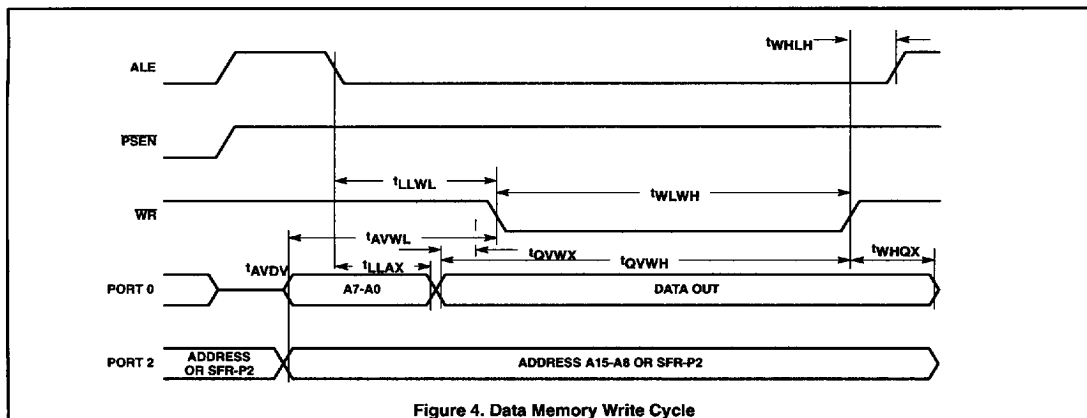 tWHLH
ALE
PSEN
tLLWL
tWLWH
WR
tAVWL
tQVWX
tWHQX
tAVDV
tLLAX
tQVWH
PORT 0
A7-A0
DATA OUT
PORT 2
ADDRESS
OR SFR-P2
ADDRESS A15-A8 OR SFR-P2
Figure 4. Data Memory Write Cycle